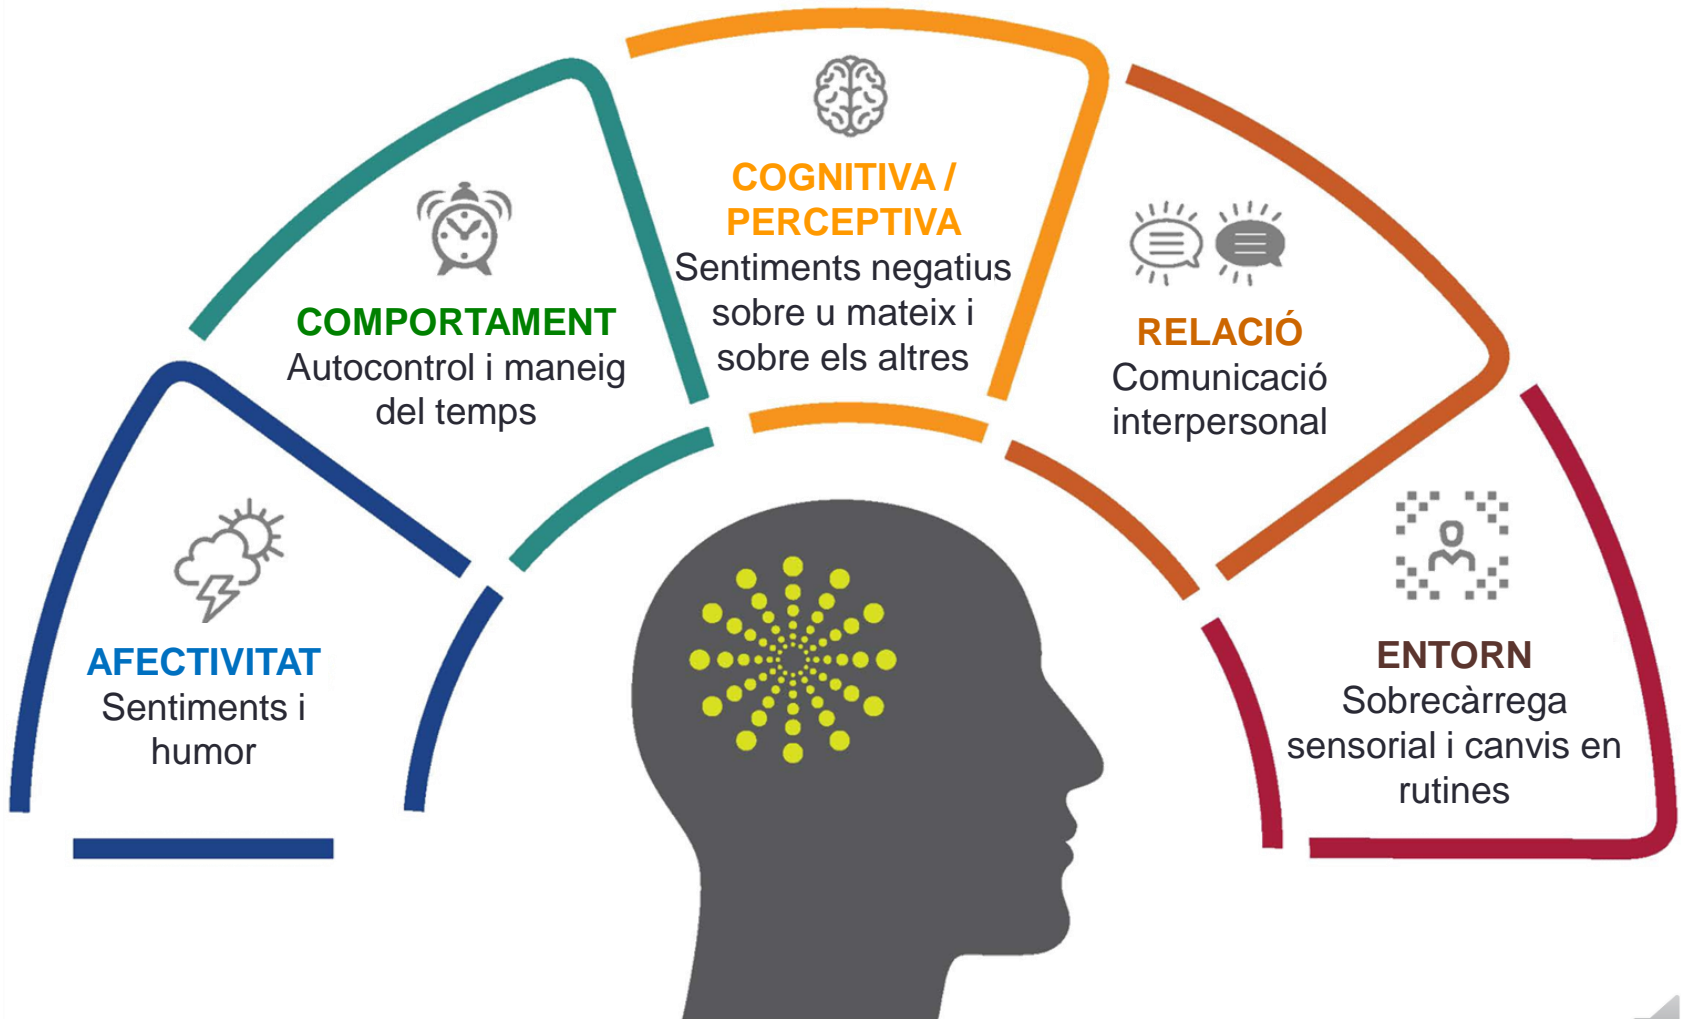 AFECTIVITAT
Sentiments i
humor
COMPORTAMENT
Autocontrol i maneig
del temps
COGNITIVA /
PERCEPTIVA
Sentiments negatius
sobre u mateix i
sobre els altres
RELACIÓ
Comunicació
interpersonal
ENTORN
Sobrecàrrega
sensorial i canvis en
rutines